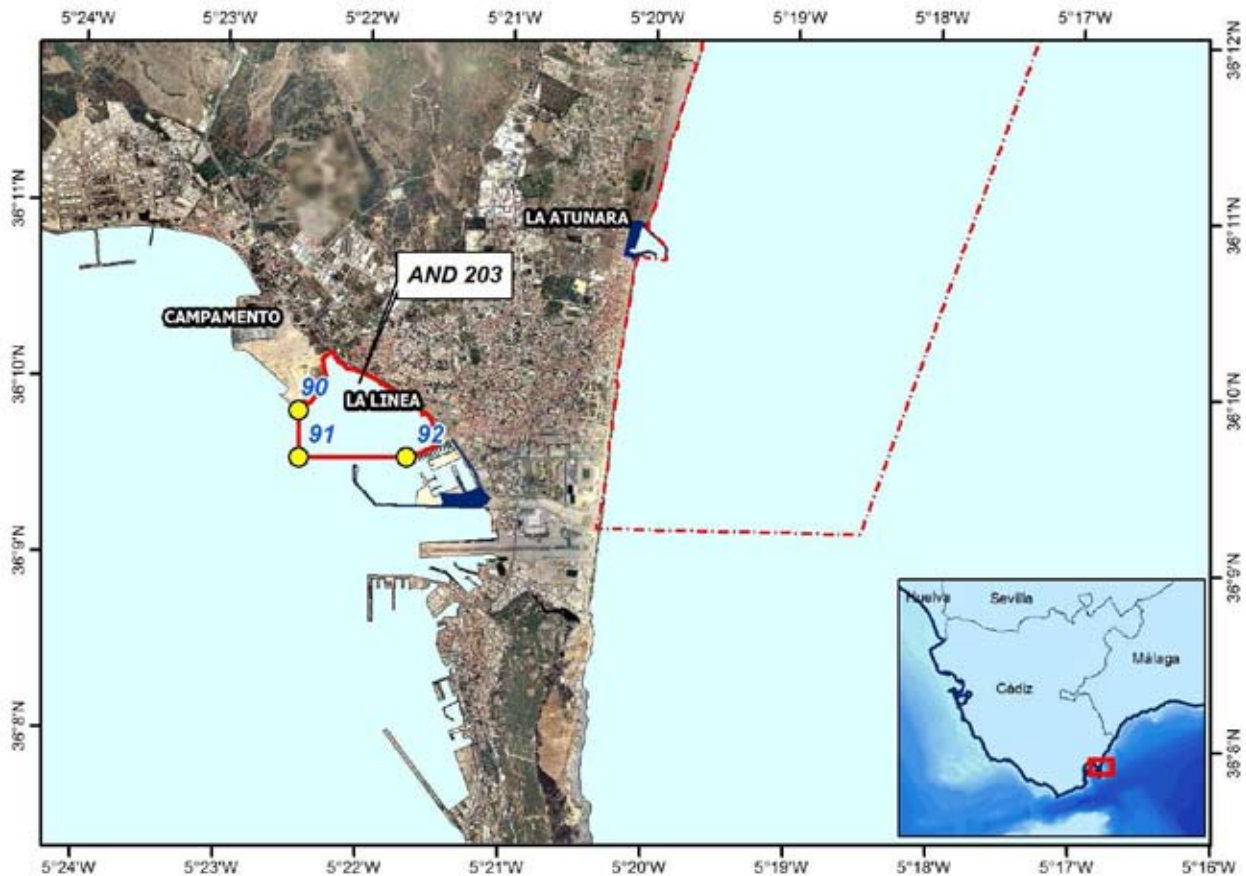 5°24'W 5°23'W 5°22'W 5°21'W 5°20'W 5°19'W 5°18'W 5°17'W
36°12'N
36°11'N
36°11'N
LA ATUNARA
AND 203
CAMPAMENTO
36°10'N
36°10'N
90
LA LINEA
91
92
36°9'N
36°9'N
Huelva
Sevilla
Málaga
Cádiz
36°8'N
36°8'N
5°24'W 5°23'W 5°22'W 5°21'W 5°20'W 5°19'W 5°18'W 5°17'W 5°16'W